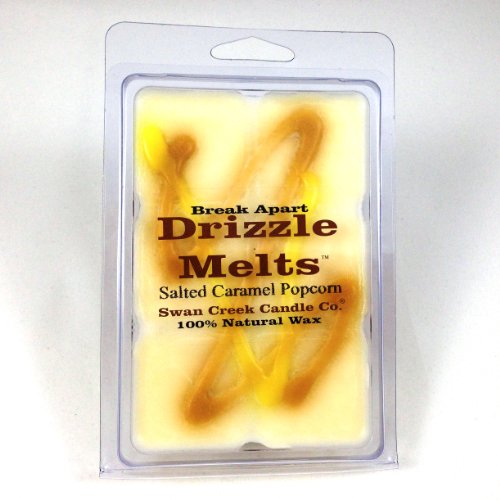 Break Apart
Drizzle
Melts™
Salted Caramel Popcorn
Swan Creek Candle Co.®
100% Natural Wax